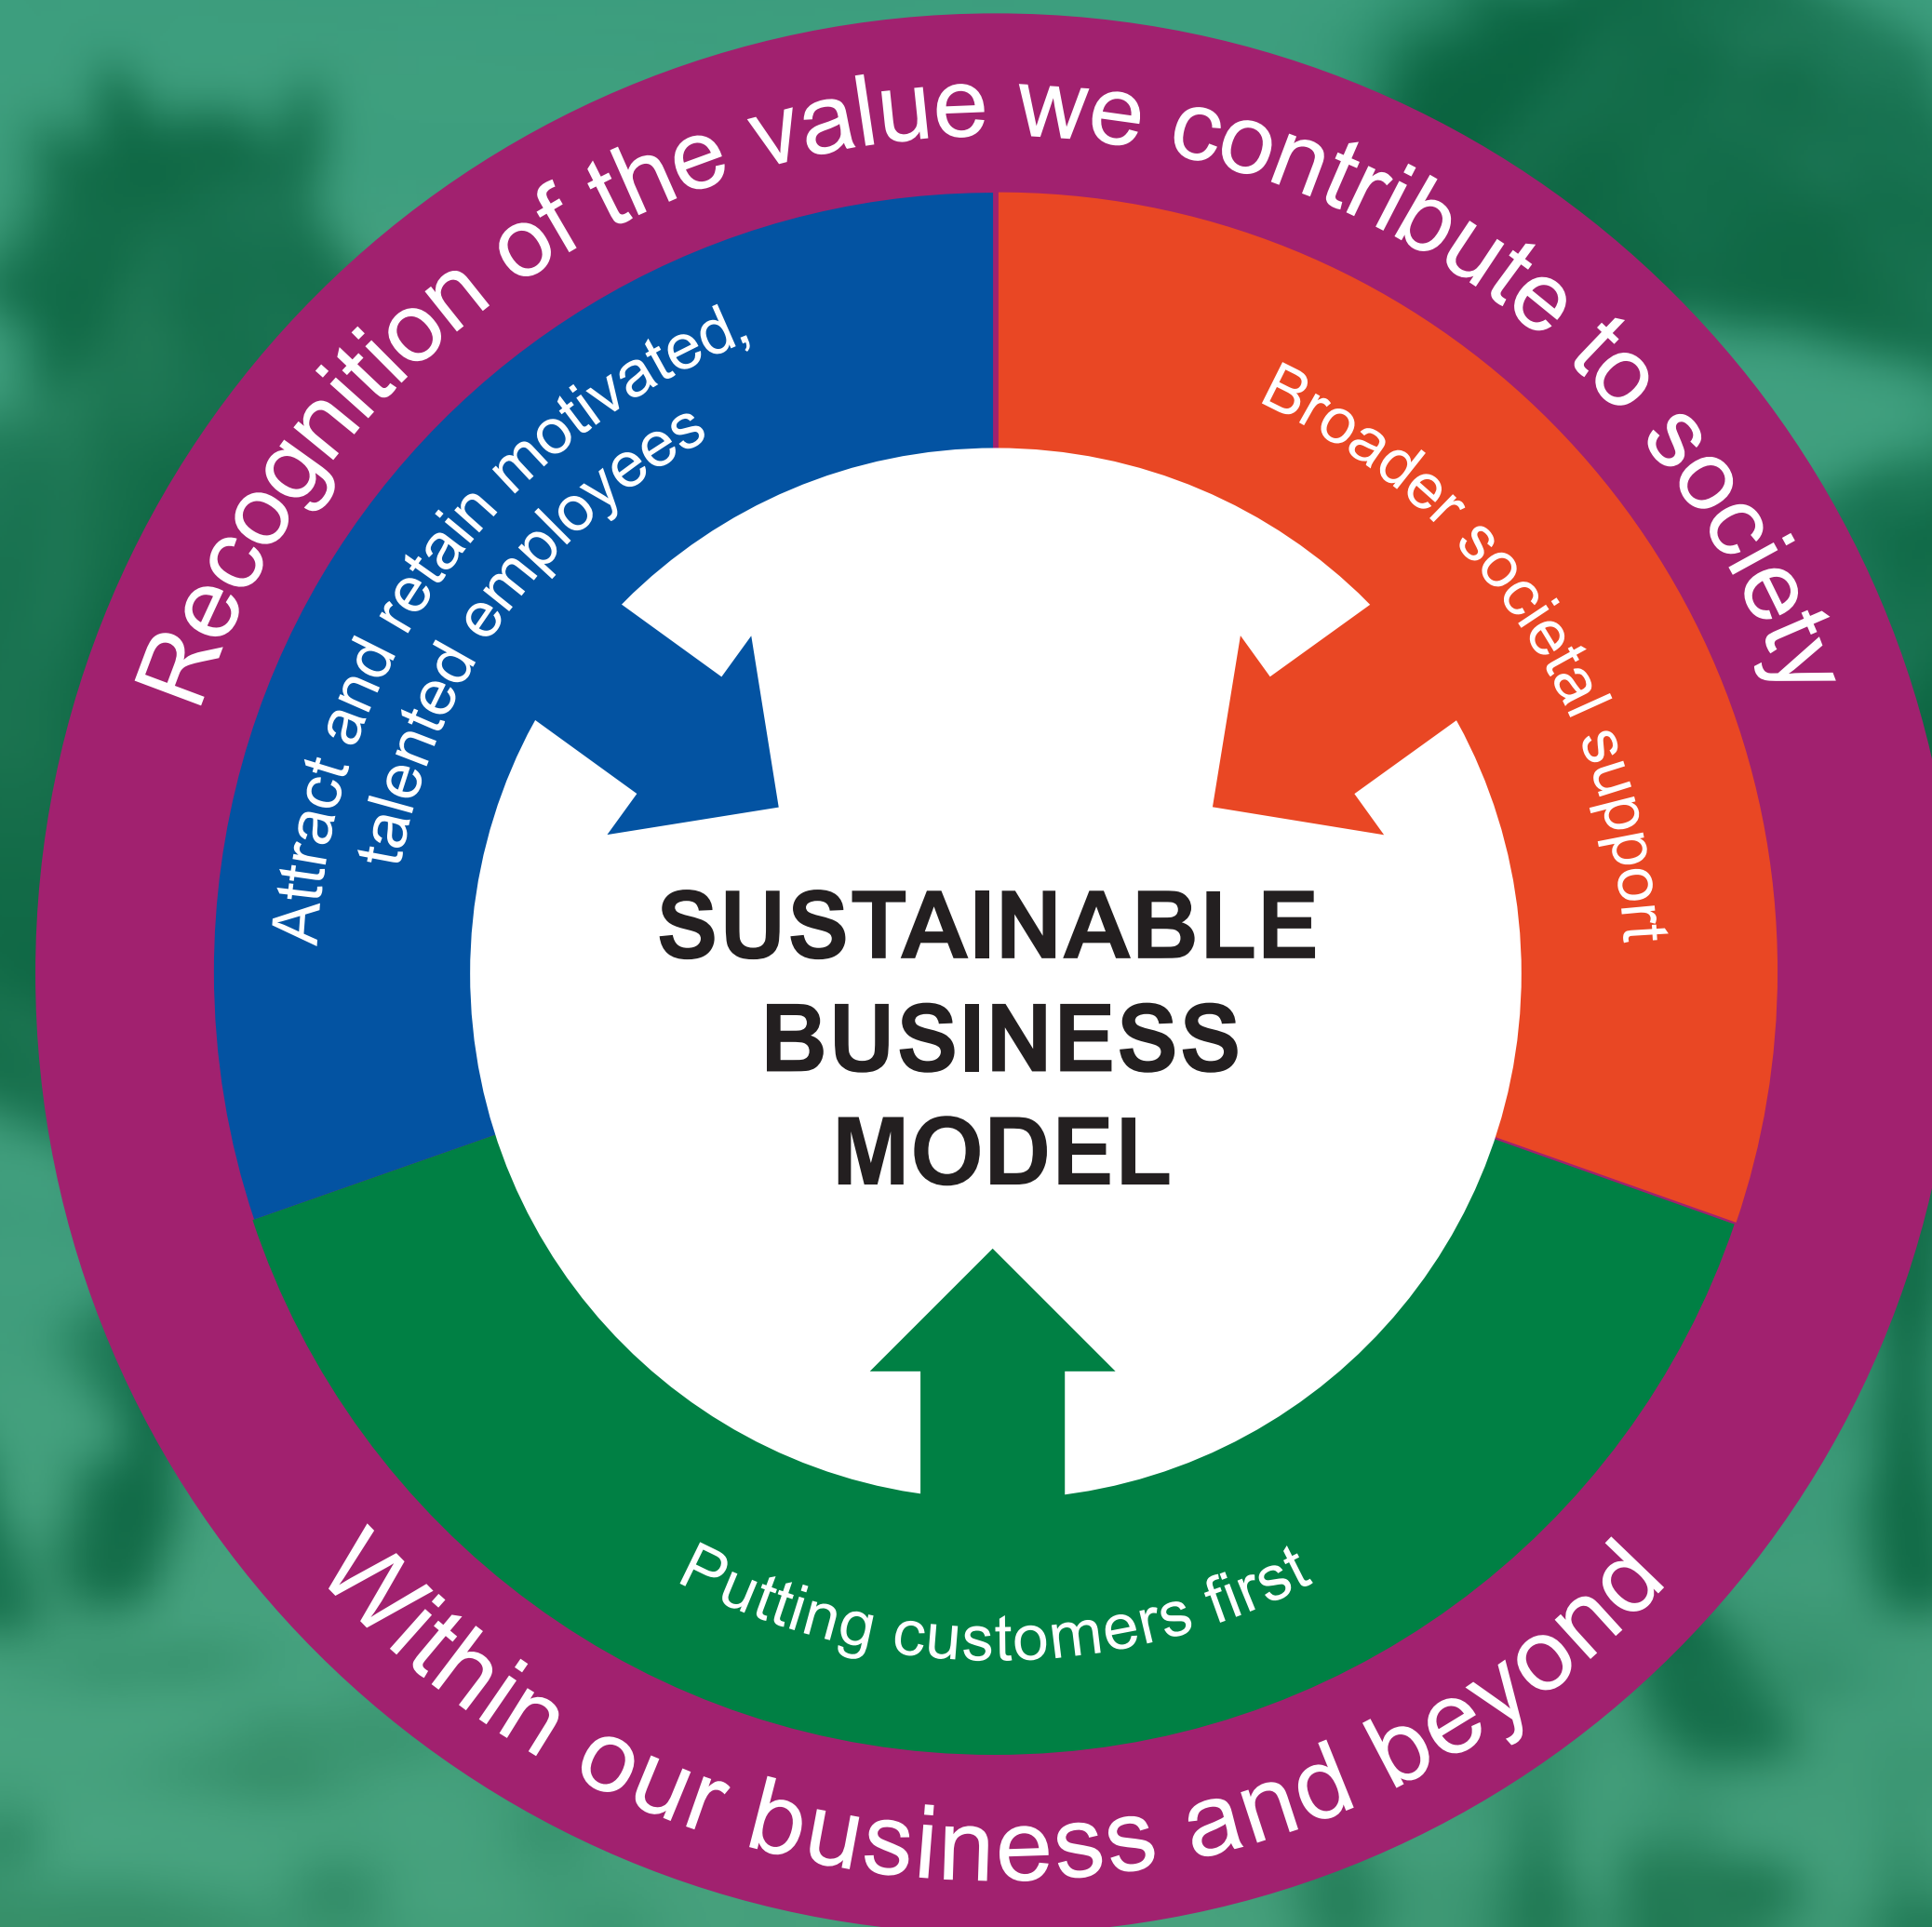 Recognition of the value we contribute to society
Attract and retain motivated,
talented employees
Broader societal support
SUSTAINABLE
BUSINESS
MODEL
Putting customers first
Within our business and beyond